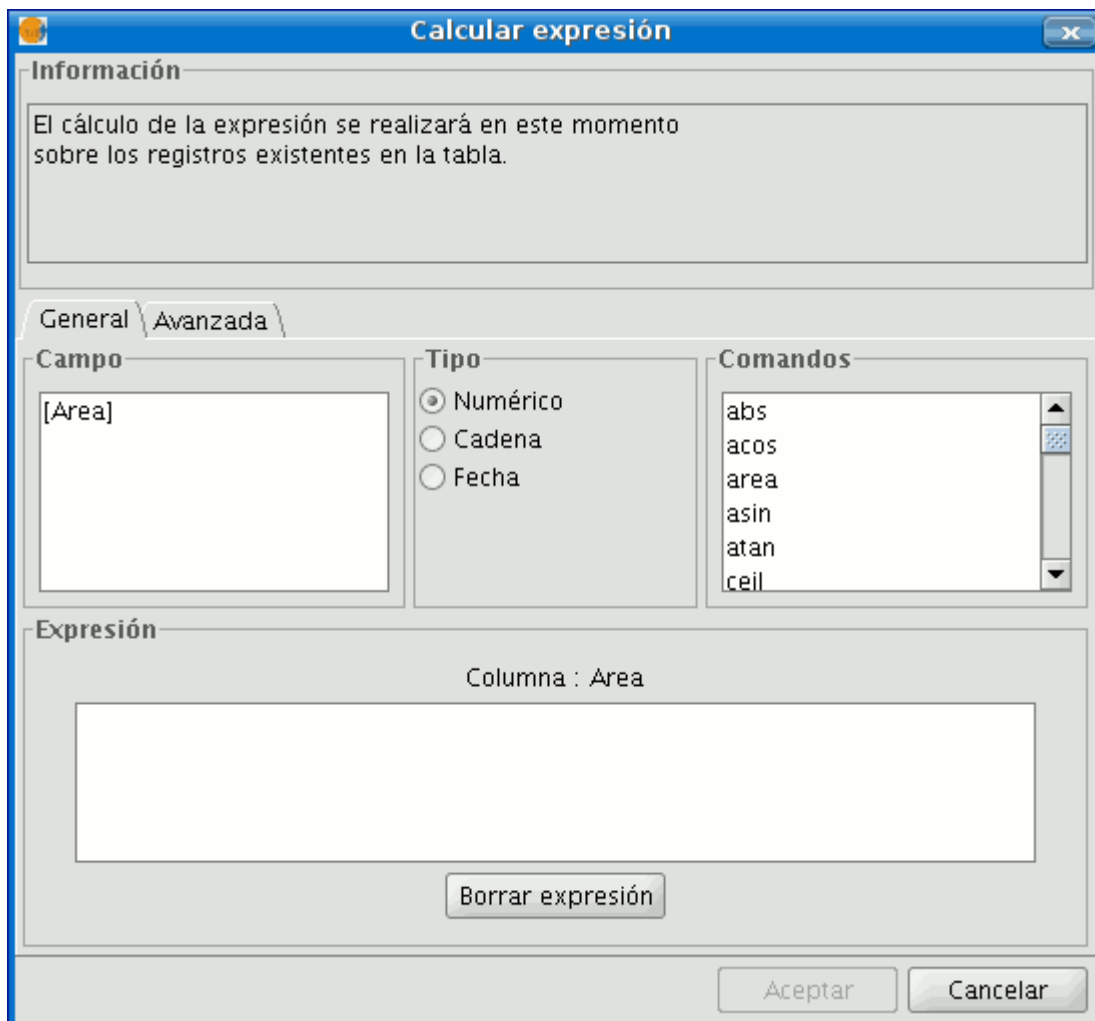 Calcular expresión
Información
El cálculo de la expresión se realizará en este momento
sobre los registros existentes en la tabla.
General
Avanzada
Campo
[Area]
Tipo
Numérico
Cadena
Fecha
Comandos
abs
acos
area
asin
atan
ceil
Expresión
Columna : Area
Borrar expresión
Aceptar
Cancelar